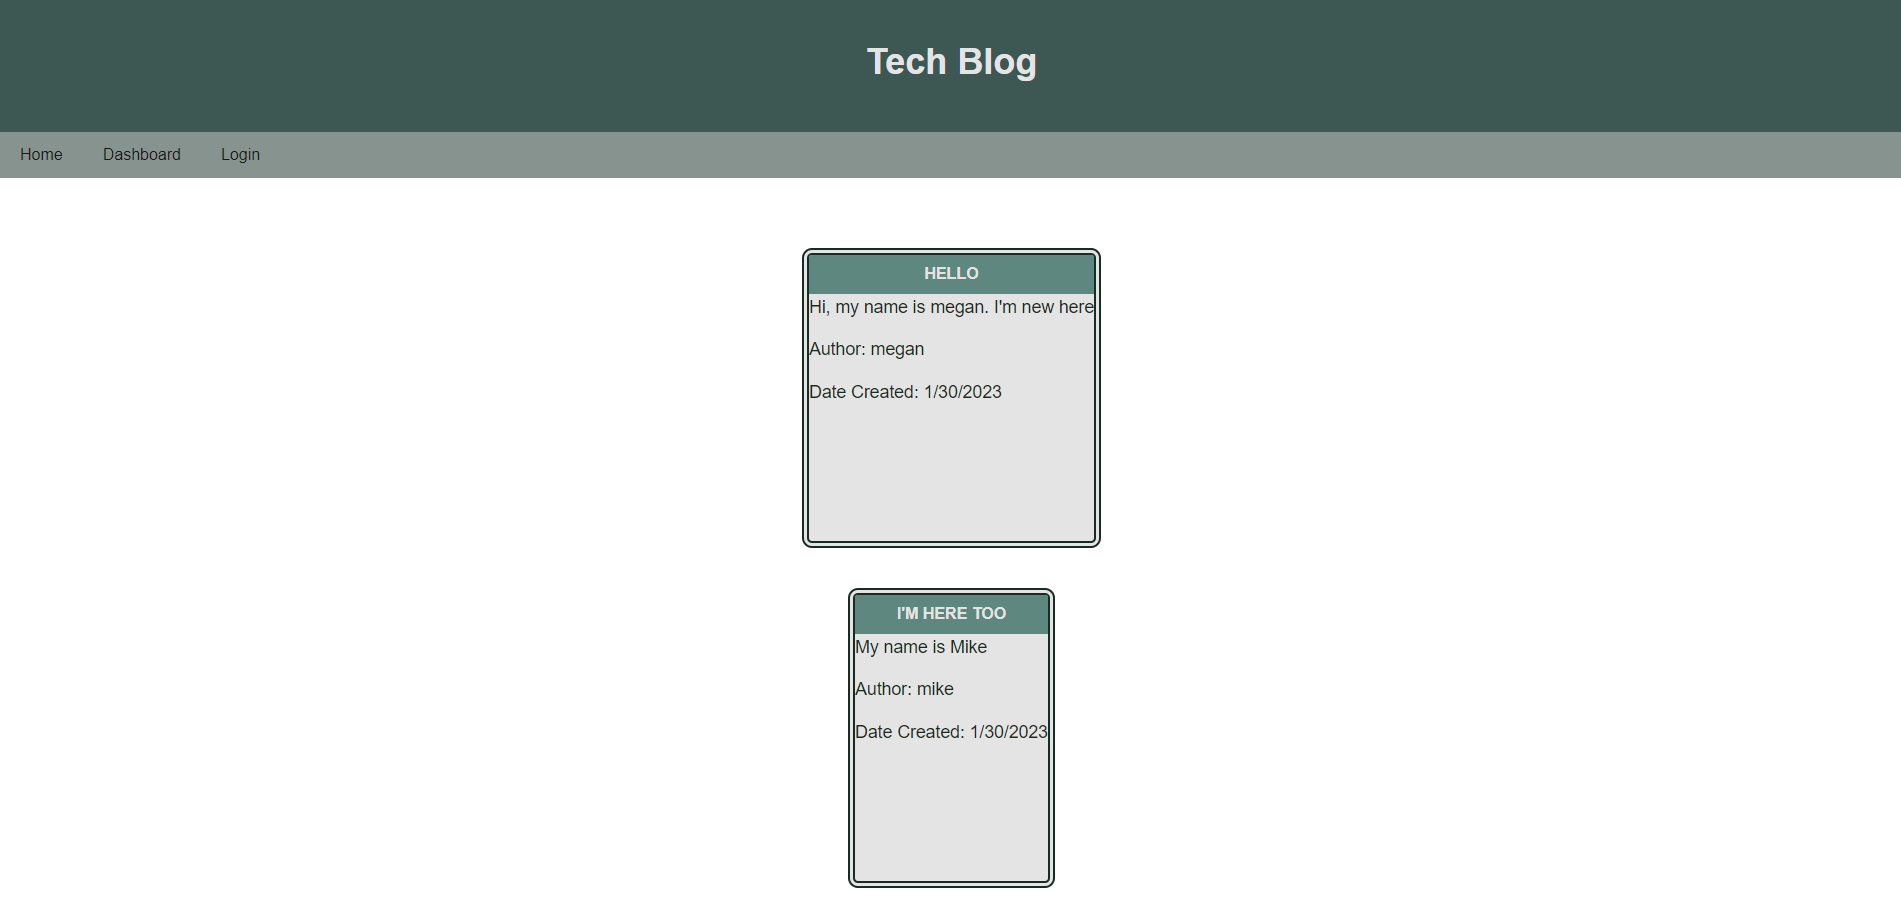 Tech Blog
Home Dashboard Login
HELLO
Hi, my name is megan. I'm new here
Author: megan
Date Created: 1/30/2023
I'M HERE TOO
My name is Mike
Author: mike
Date Created: 1/30/2023